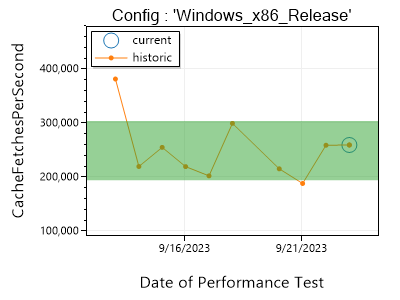 Config : 'Windows_x86_Release'
current
historic
CacheFetchesPerSecond
400,000
300,000
200,000
100,000
9/16/2023
9/21/2023
Date of Performance Test